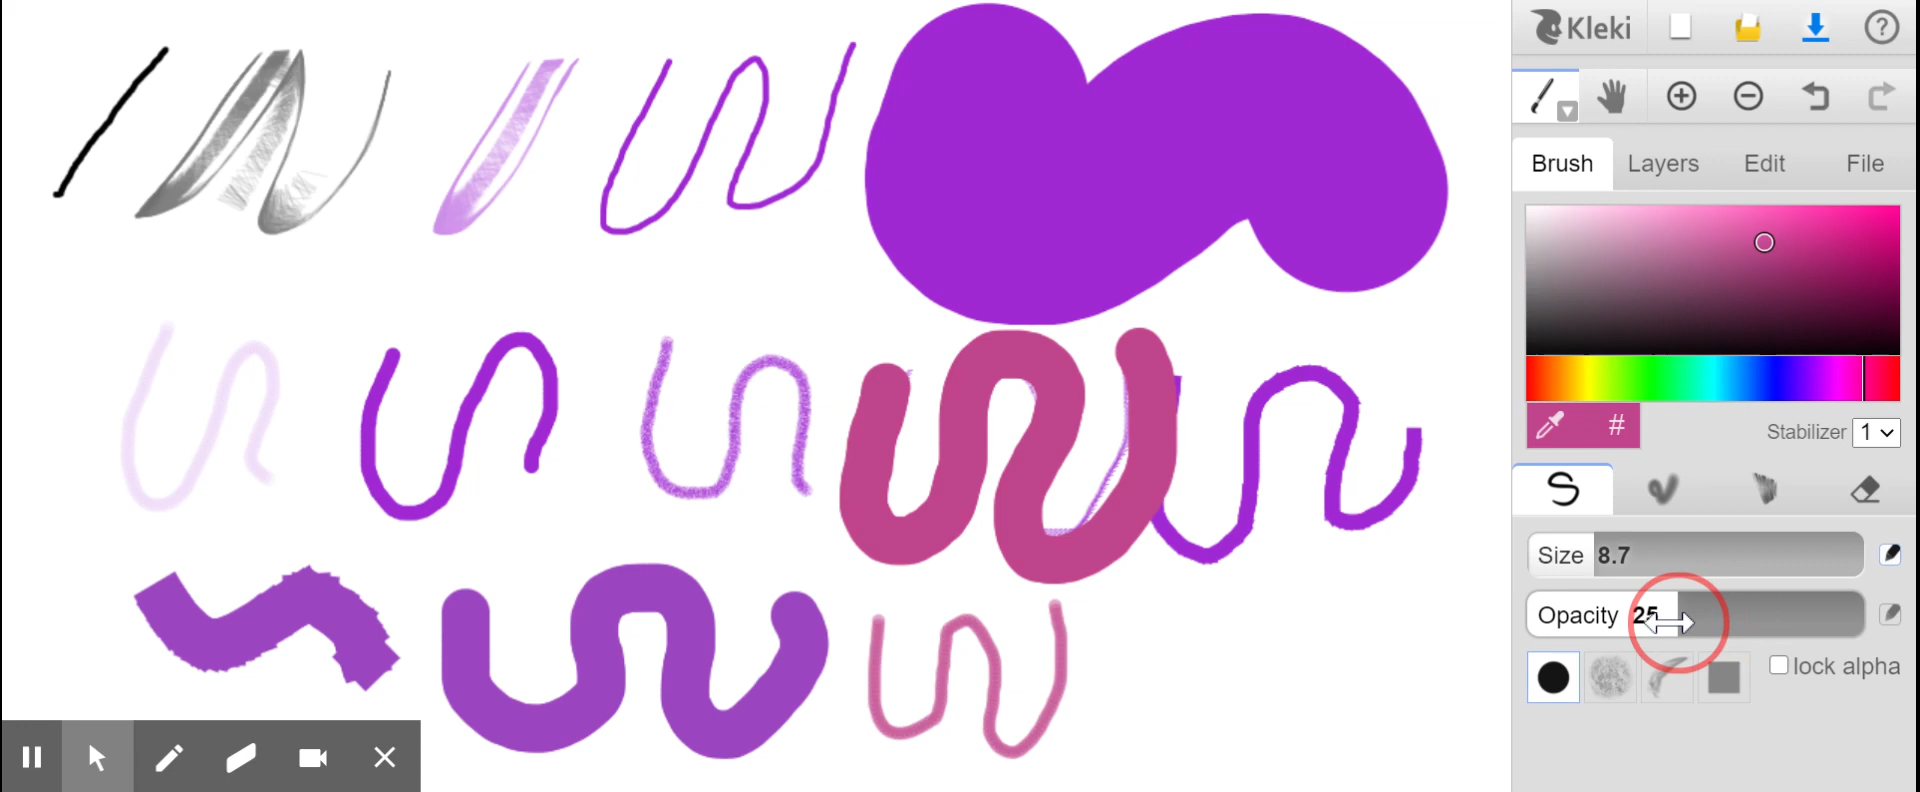 Kleki
Brush Layers Edit File
#
Stabilizer 1
Size 8.7
Opacity 25
lock alpha